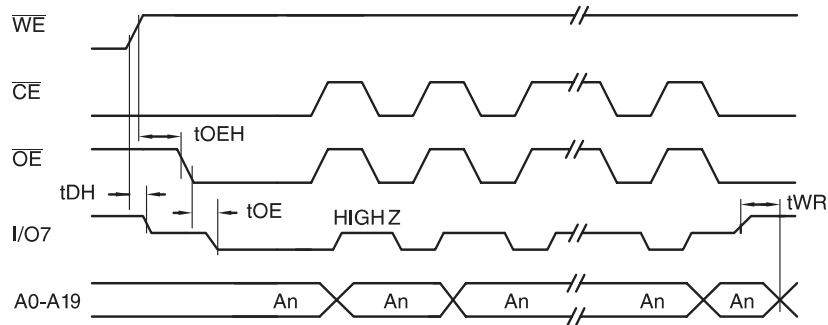 WE
CE
tOEH
OE
tDH
tOE
I/O7
HIGH Z
tWR
A0-A19
An
An
An
An
An